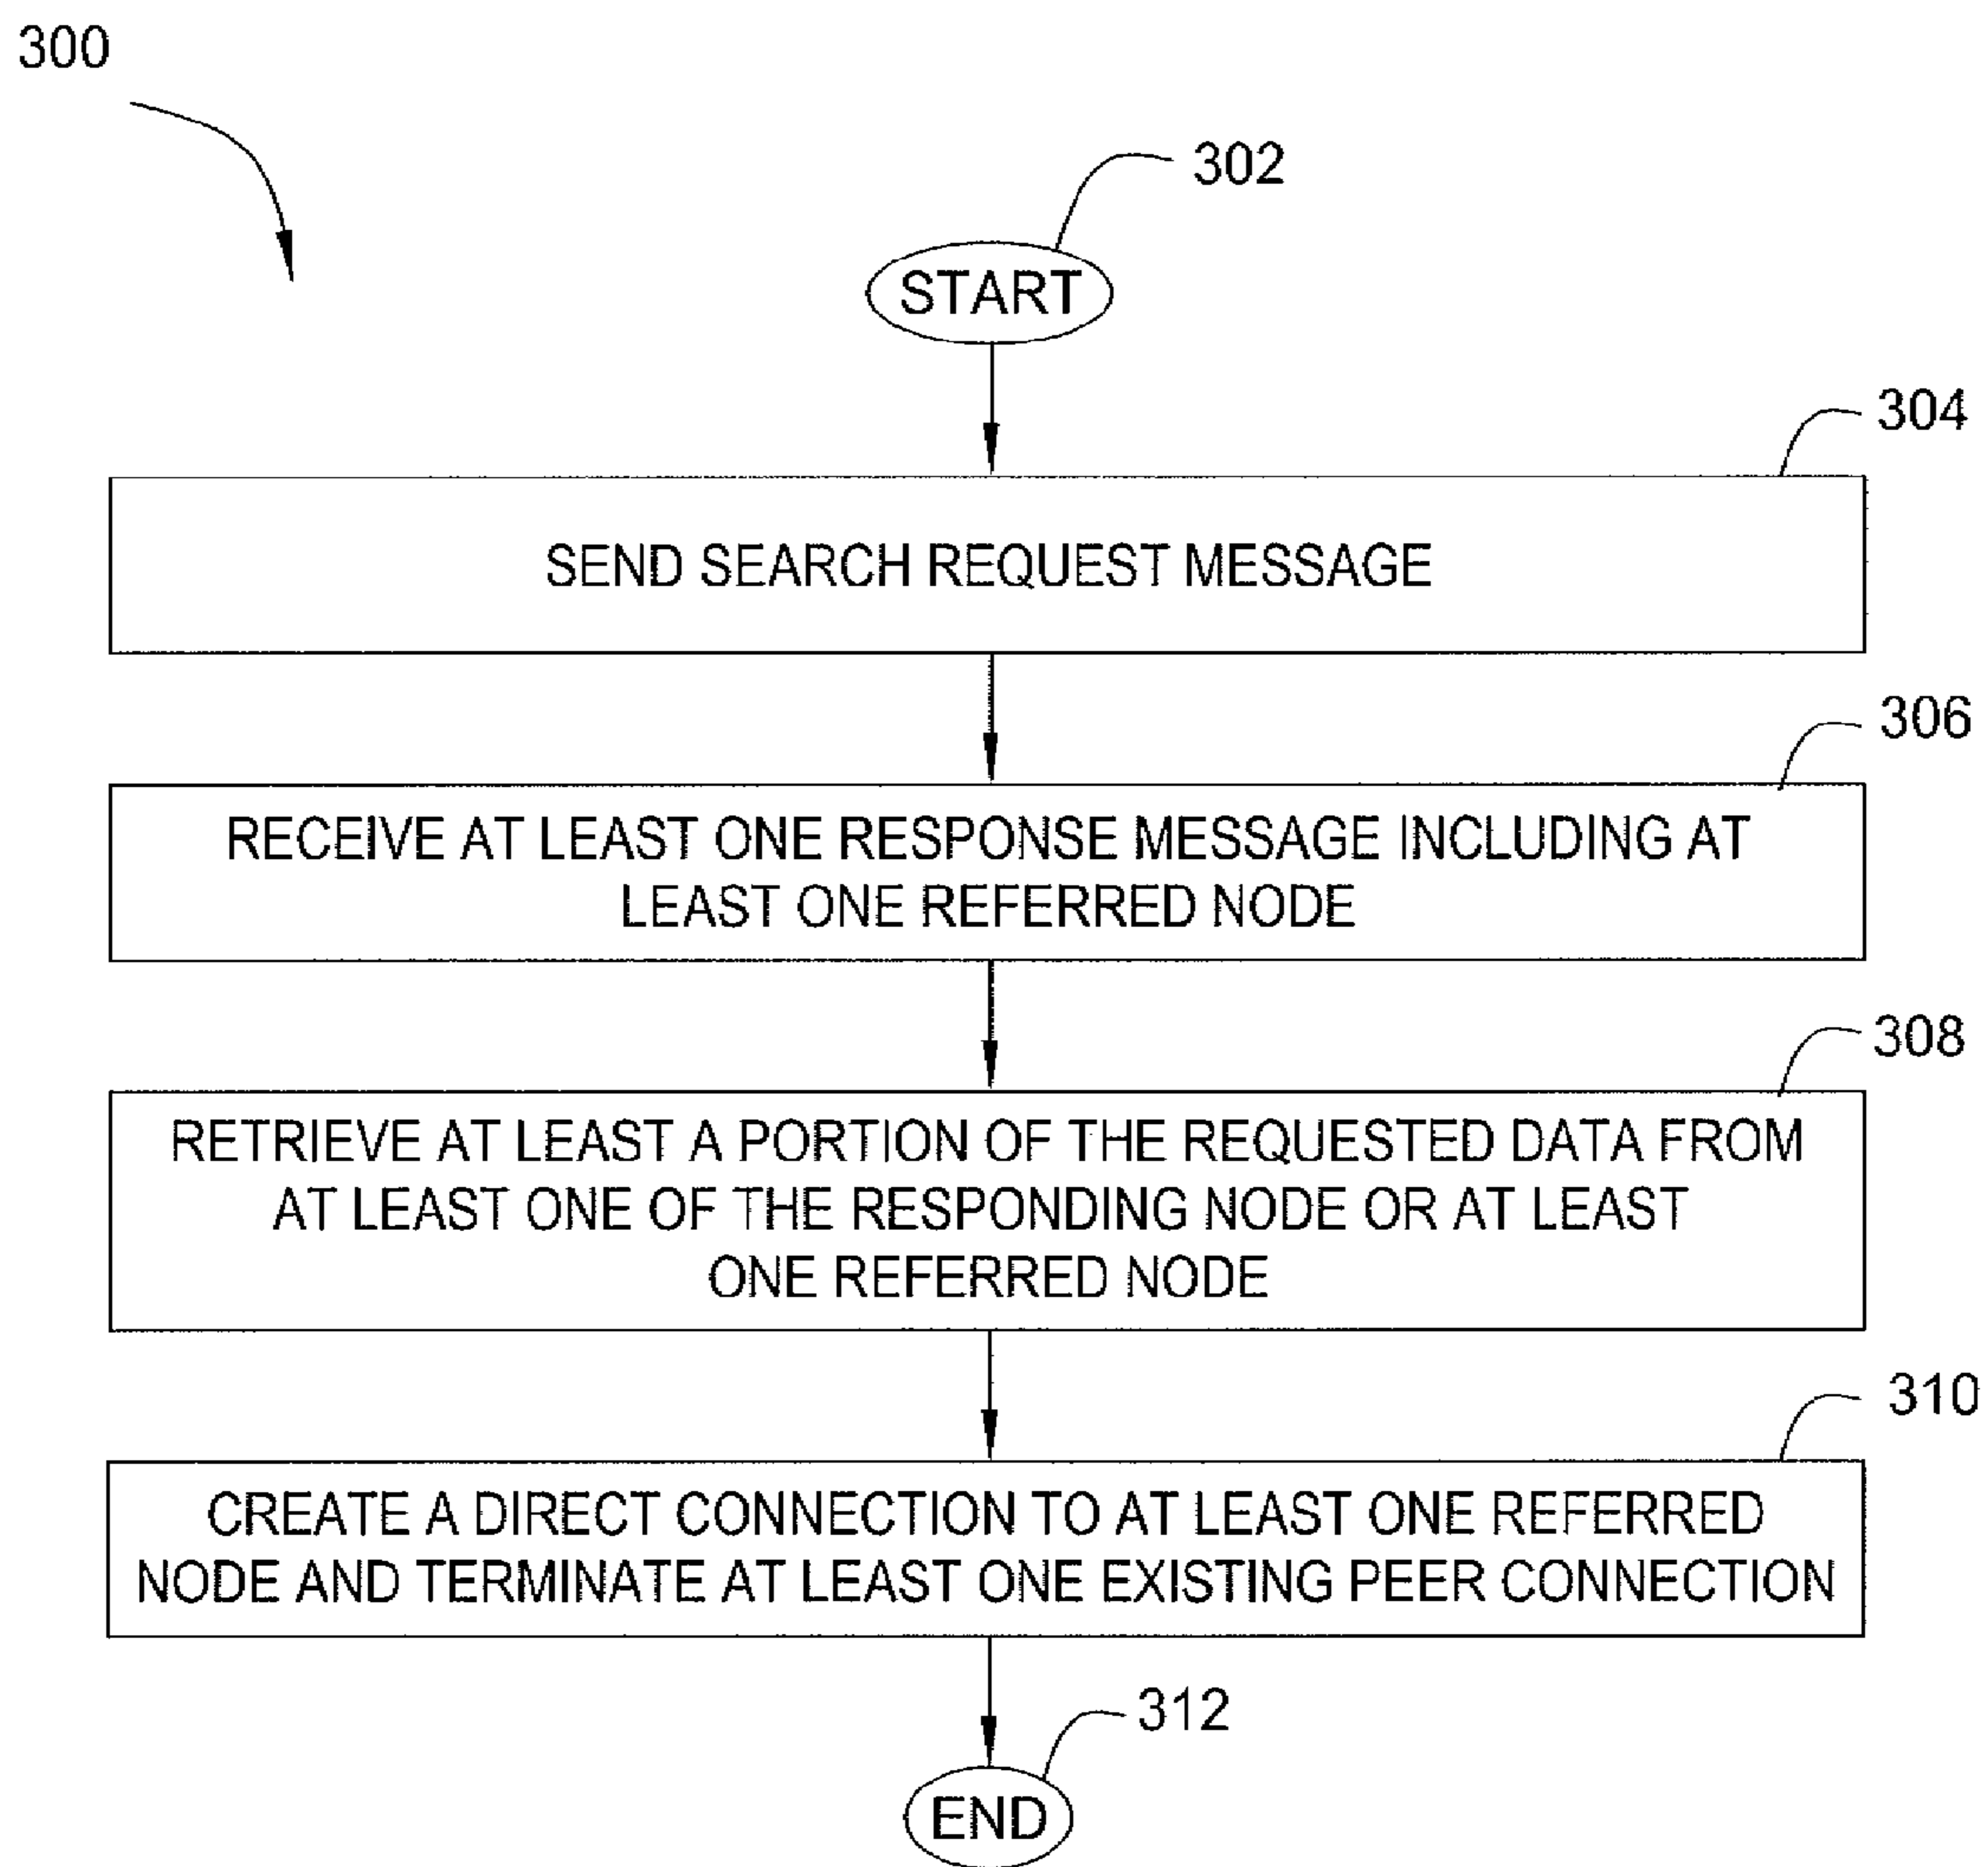 300
302
START
304
SEND SEARCH REQUEST MESSAGE
306
RECEIVE AT LEAST ONE RESPONSE MESSAGE INCLUDING AT
LEAST ONE REFERRED NODE
308
RETRIEVE AT LEAST A PORTION OF THE REQUESTED DATA FROM
AT LEAST ONE OF THE RESPONDING NODE OR AT LEAST
ONE REFERRED NODE
310
CREATE A DIRECT CONNECTION TO AT LEAST ONE REFERRED
NODE AND TERMINATE AT LEAST ONE EXISTING PEER CONNECTION
312
END